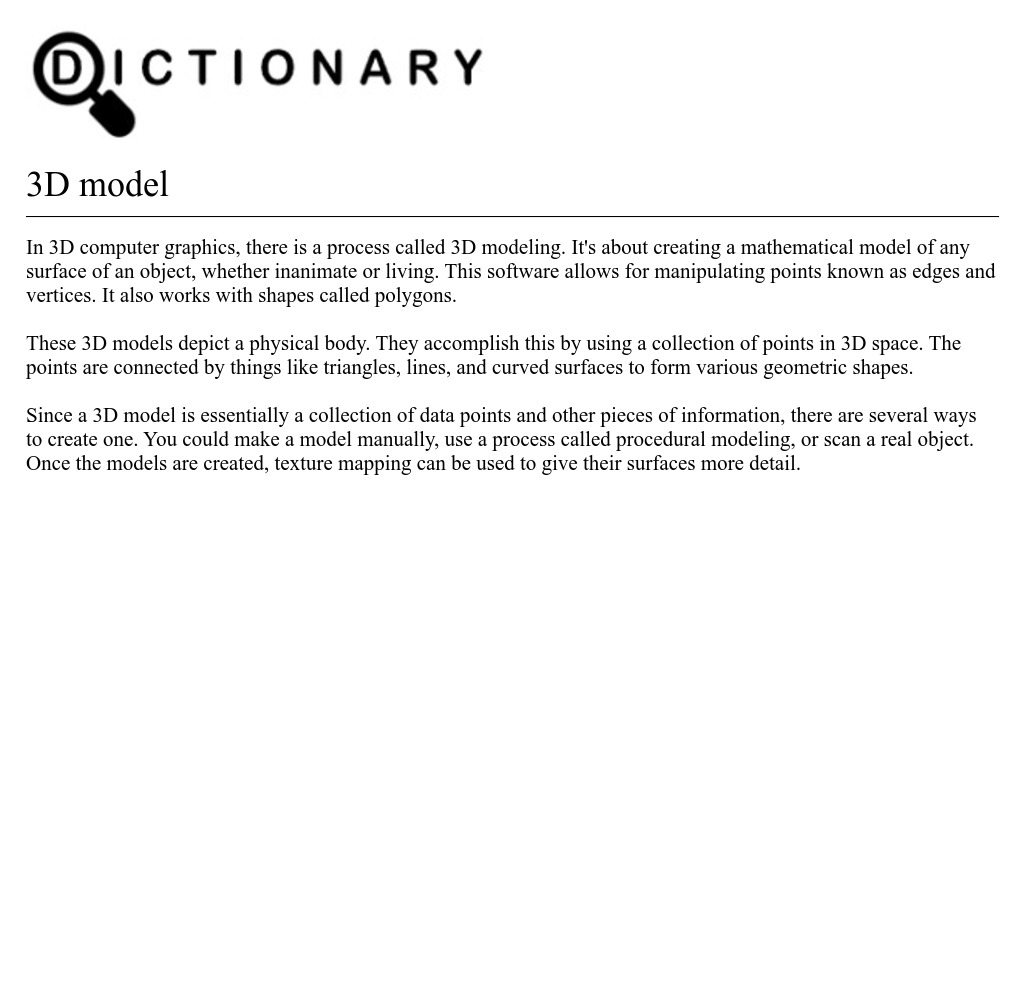 DICTIONARY
3D model
In 3D computer graphics, there is a process called 3D modeling. It's about creating a mathematical model of any
surface of an object, whether inanimate or living. This software allows for manipulating points known as edges and
vertices. It also works with shapes called polygons.
These 3D models depict a physical body. They accomplish this by using a collection of points in 3D space. The
points are connected by things like triangles, lines, and curved surfaces to form various geometric shapes.
Since a 3D model is essentially a collection of data points and other pieces of information, there are several ways
to create one. You could make a model manually, use a process called procedural modeling, or scan a real object.
Once the models are created, texture mapping can be used to give their surfaces more detail.